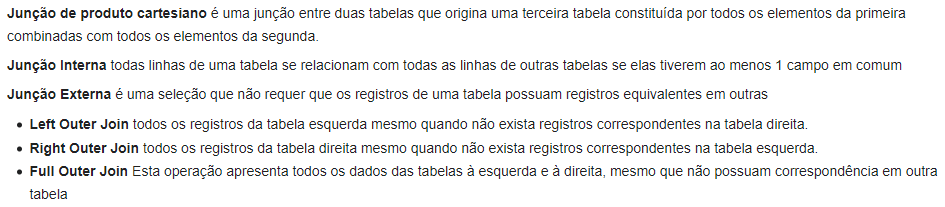 Junção de produto cartesiano é uma junção entre duas tabelas que origina uma terceira tabela constituída por todos os elementos da primeira
combinadas com todos os elementos da segunda.
Junção Interna todas linhas de uma tabela se relacionam com todas as linhas de outras tabelas se elas tiverem ao menos 1 campo em comum
Junção Externa é uma seleção que não requer que os registros de uma tabela possuam registros equivalentes em outras
• Left Outer Join todos os registros da tabela esquerda mesmo quando não exista registros correspondentes na tabela direita.
• Right Outer Join todos os registros da tabela direita mesmo quando não exista registros correspondentes na tabela esquerda.
• Full Outer Join Esta operação apresenta todos os dados das tabelas à esquerda e à direita, mesmo que não possuam correspondência em outra
tabela